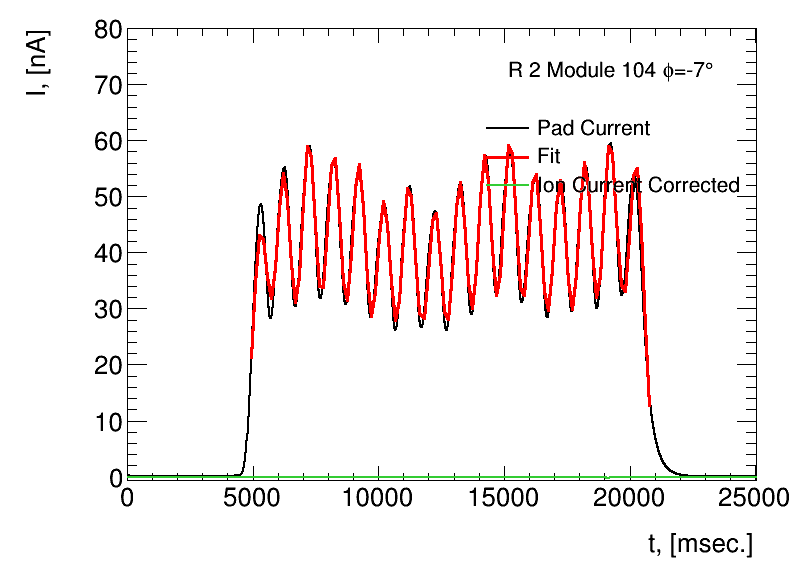 I, [nA]
80
70
60
50
40
30
20
10
0
R 2 Module 104 ϕ=-7°
Pad Current
Fit
Ion Current Corrected
0 5000 10000 15000 20000 25000
t, [msec.]